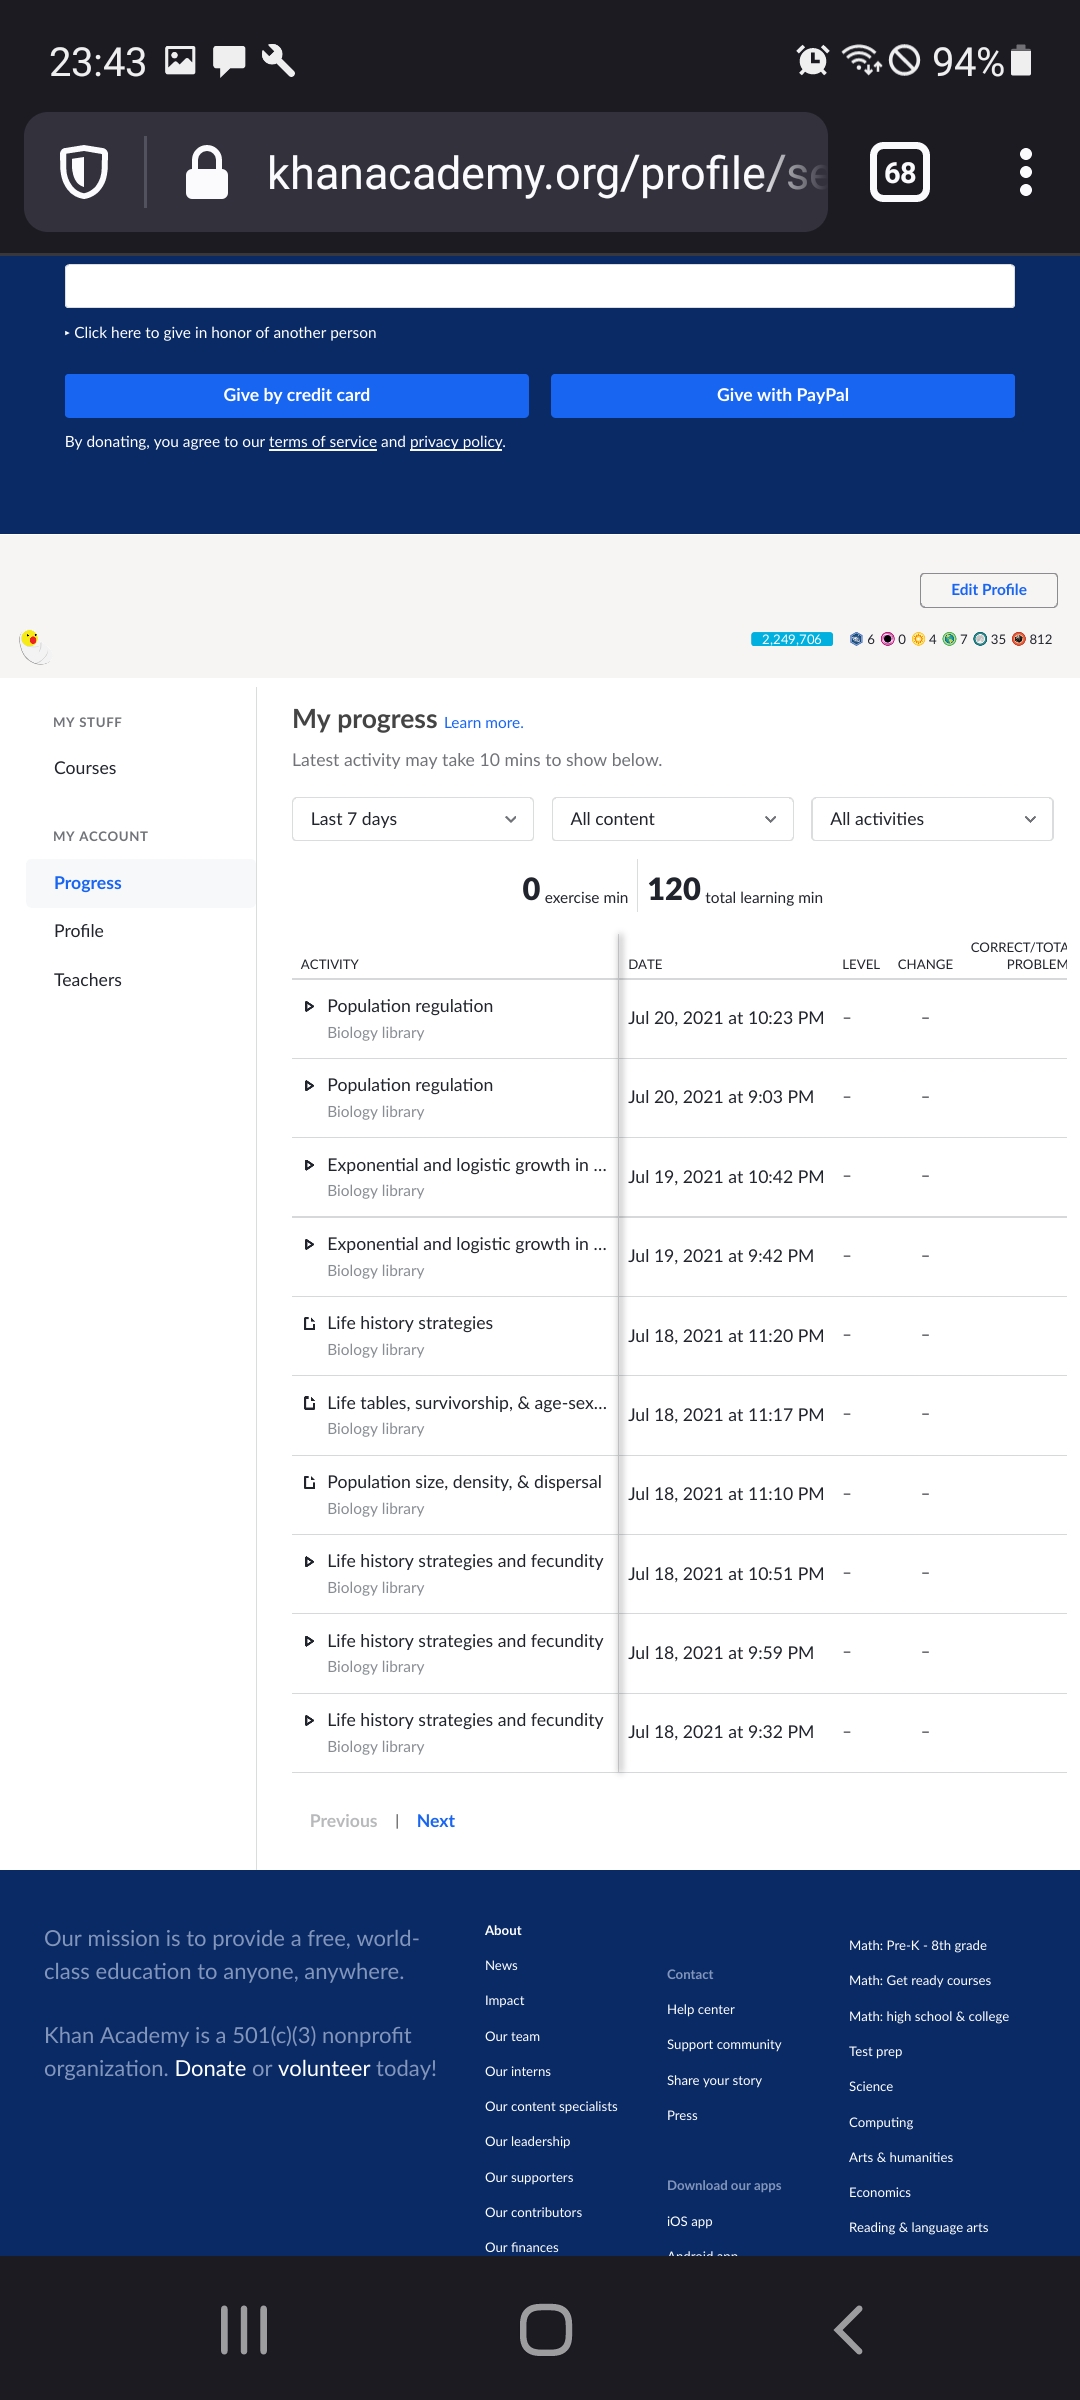 23:43
94%
khanacademy.org/profile/se
68
‣ Click here to give in honor of another person
Give by credit card
Give with PayPal
By donating, you agree to our terms of service and privacy policy.
Edit Profile
2,249,706 6 0 4 7 35 812
MY STUFF
Courses
MY ACCOUNT
Progress
Profile
Teachers
My progress Learn more.
Latest activity may take 10 mins to show below.
Last 7 days
All content
All activities
0 exercise min
120 total learning min
ACTIVITY DATE LEVEL CHANGE CORRECT/TOTA
PROBLEM
Population regulation
Biology library
Jul 20, 2021 at 10:23 PM – –
Population regulation
Biology library
Jul 20, 2021 at 9:03 PM – –
Exponential and logistic growth in ...
Biology library
Jul 19, 2021 at 10:42 PM – –
Exponential and logistic growth in ...
Biology library
Jul 19, 2021 at 9:42 PM – –
Life history strategies
Biology library
Jul 18, 2021 at 11:20 PM – –
Life tables, survivorship, & age-sex...
Biology library
Jul 18, 2021 at 11:17 PM – –
Population size, density, & dispersal
Biology library
Jul 18, 2021 at 11:10 PM – –
Life history strategies and fecundity
Biology library
Jul 18, 2021 at 10:51 PM – –
Life history strategies and fecundity
Biology library
Jul 18, 2021 at 9:59 PM – –
Life history strategies and fecundity
Biology library
Jul 18, 2021 at 9:32 PM – –
Previous | Next
Our mission is to provide a free, world-
class education to anyone, anywhere.
Khan Academy is a 501(c)(3) nonprofit
organization. Donate or volunteer today!
About
News
Impact
Our team
Our interns
Our content specialists
Our leadership
Our supporters
Our contributors
Our finances
Contact
Help center
Support community
Share your story
Press
Download our apps
iOS app
Android app
Math: Pre-K - 8th grade
Math: Get ready courses
Math: high school & college
Test prep
Science
Computing
Arts & humanities
Economics
Reading & language arts